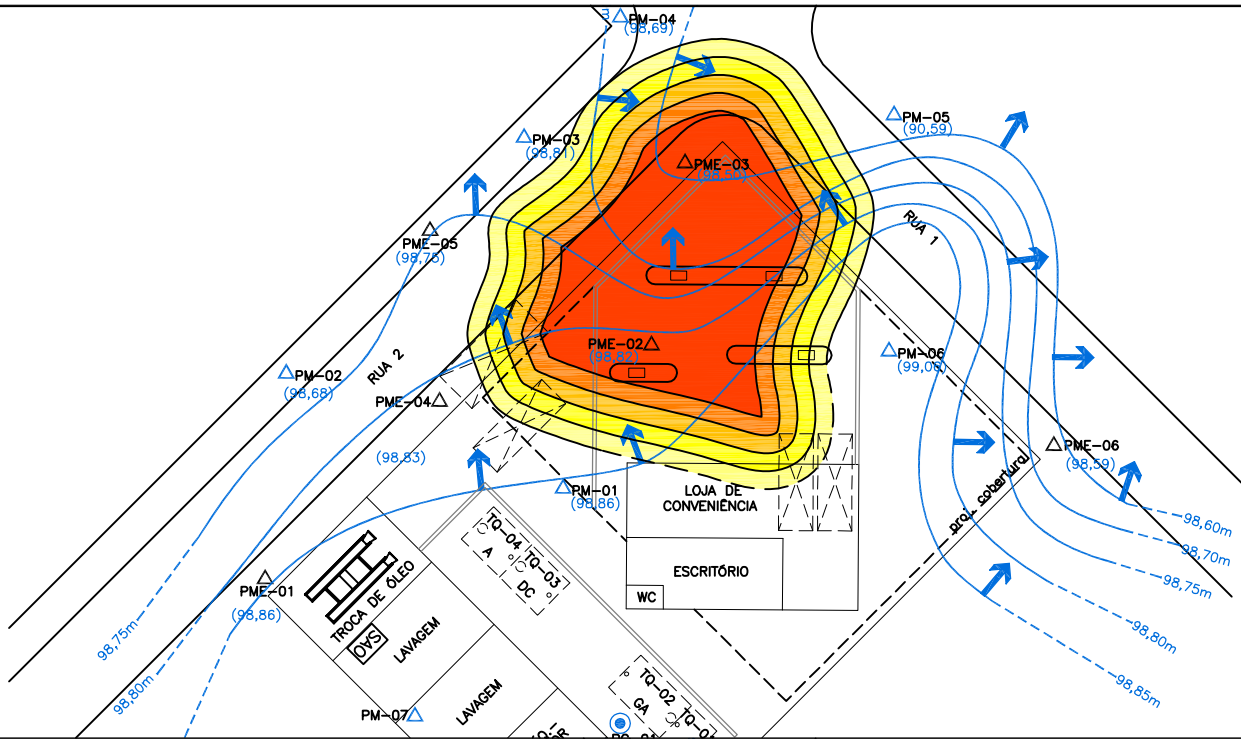 PM-04
(98,69)
PM-03
(98,81)
PM-05
(90,59)
PME-03
(98,50)
PME-05
(98,75)
RUA 1
RUA 2
PME-02
(98,82)
PM-06
(99,06)
PM-02
(98,68)
PME-04
(98,83)
PME-06
(98,59)
proj. cobertura
PM-01
(98,86)
LOJA DE
CONVENIÊNCIA
ESCRITÓRIO
WC
TQ-04
A
TQ-03
DC
TROCA DE ÓLEO
SAO
LAVAGEM
LAVAGEM
PME-01
(98,86)
98,75m
98,80m
98,60m
98,70m
98,75m
98,80m
98,85m
TQ-02
GA
PM-07